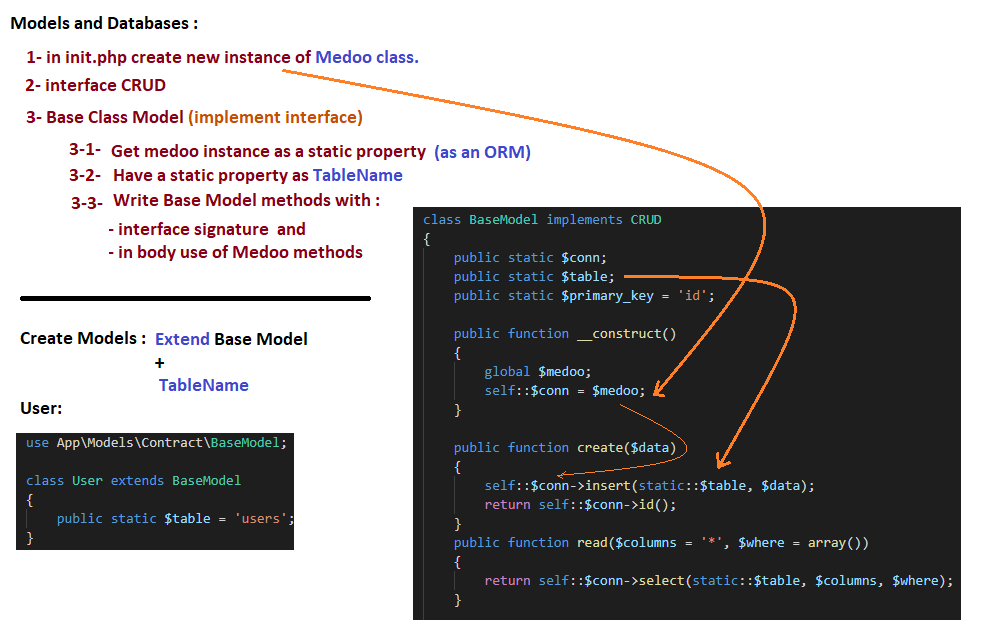 Models and Databases :
1- in init.php create new instance of Medoo class.
2- interface CRUD
3- Base Class Model (implement interface)
3-1- Get medoo instance as a static property (as an ORM)
3-2- Have a static property as TableName
3-3- Write Base Model methods with :
- interface signature and
- in body use of Medoo methods
Create Models : Extend Base Model
+
TableName
User:
use App\Models\Contract\BaseModel;
class User extends BaseModel
{
public static $table = 'users';
}
class BaseModel implements CRUD
{
public static $conn;
public static $table;
public static $primary_key = 'id';
public function __construct()
{
global $medoo;
self::$conn = $medoo;
}
public function create($data)
{
self::$conn->insert(static::$table, $data);
return self::$conn->id();
}
public function read($columns = '*', $where = array())
{
return self::$conn->select(static::$table, $columns, $where);
}